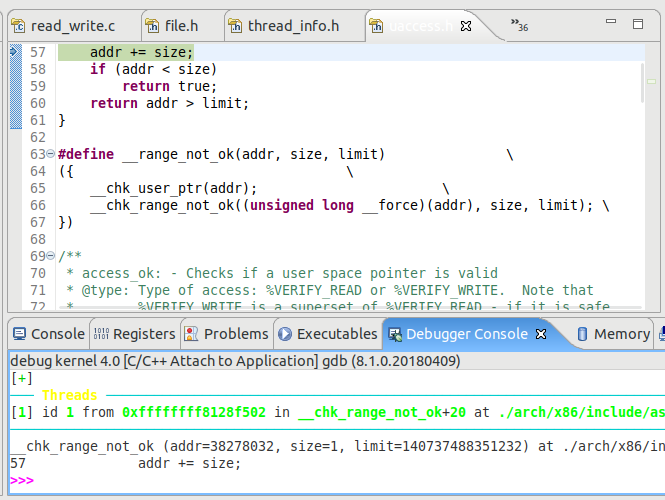 read_write.c file.h thread_info.h uaccess.h »36
57 addr += size;
58 if (addr < size)
59 return true;
60 return addr > limit;
61 }
62
63 #define __range_not_ok(addr, size, limit) \
64 ({ \
65 __chk_user_ptr(addr); \
66 __chk_range_not_ok((unsigned long __force)(addr), size, limit); \
67 })
68
69 /**
70 * access_ok: - Checks if a user space pointer is valid
71 * @type: Type of access: %VERIFY_READ or %VERIFY_WRITE. Note that
72 * %VERIFY_WRITE is a superset of %VERIFY_READ - if it is safe
Console Registers Problems Executables Debugger Console Memory
debug kernel 4.0 [C/C++ Attach to Application] gdb (8.1.0.20180409)
[+]
Threads
[1] id 1 from 0xffffffff8128f502 in __chk_range_not_ok+20 at ./arch/x86/include/as
__chk_range_not_ok (addr=38278032, size=1, limit=140737488351232) at ./arch/x86/in
57 addr += size;
>>>